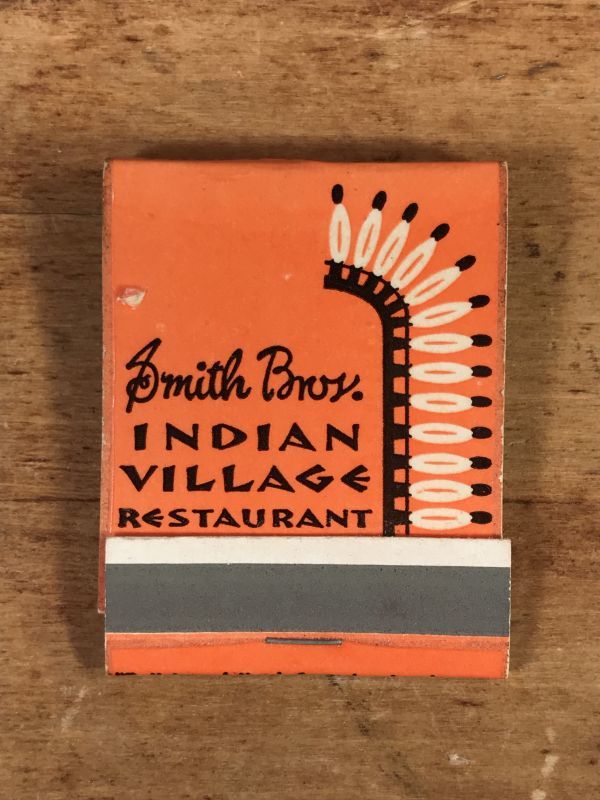 Smith Bros.
INDIAN
VILLAGE
RESTAURANT